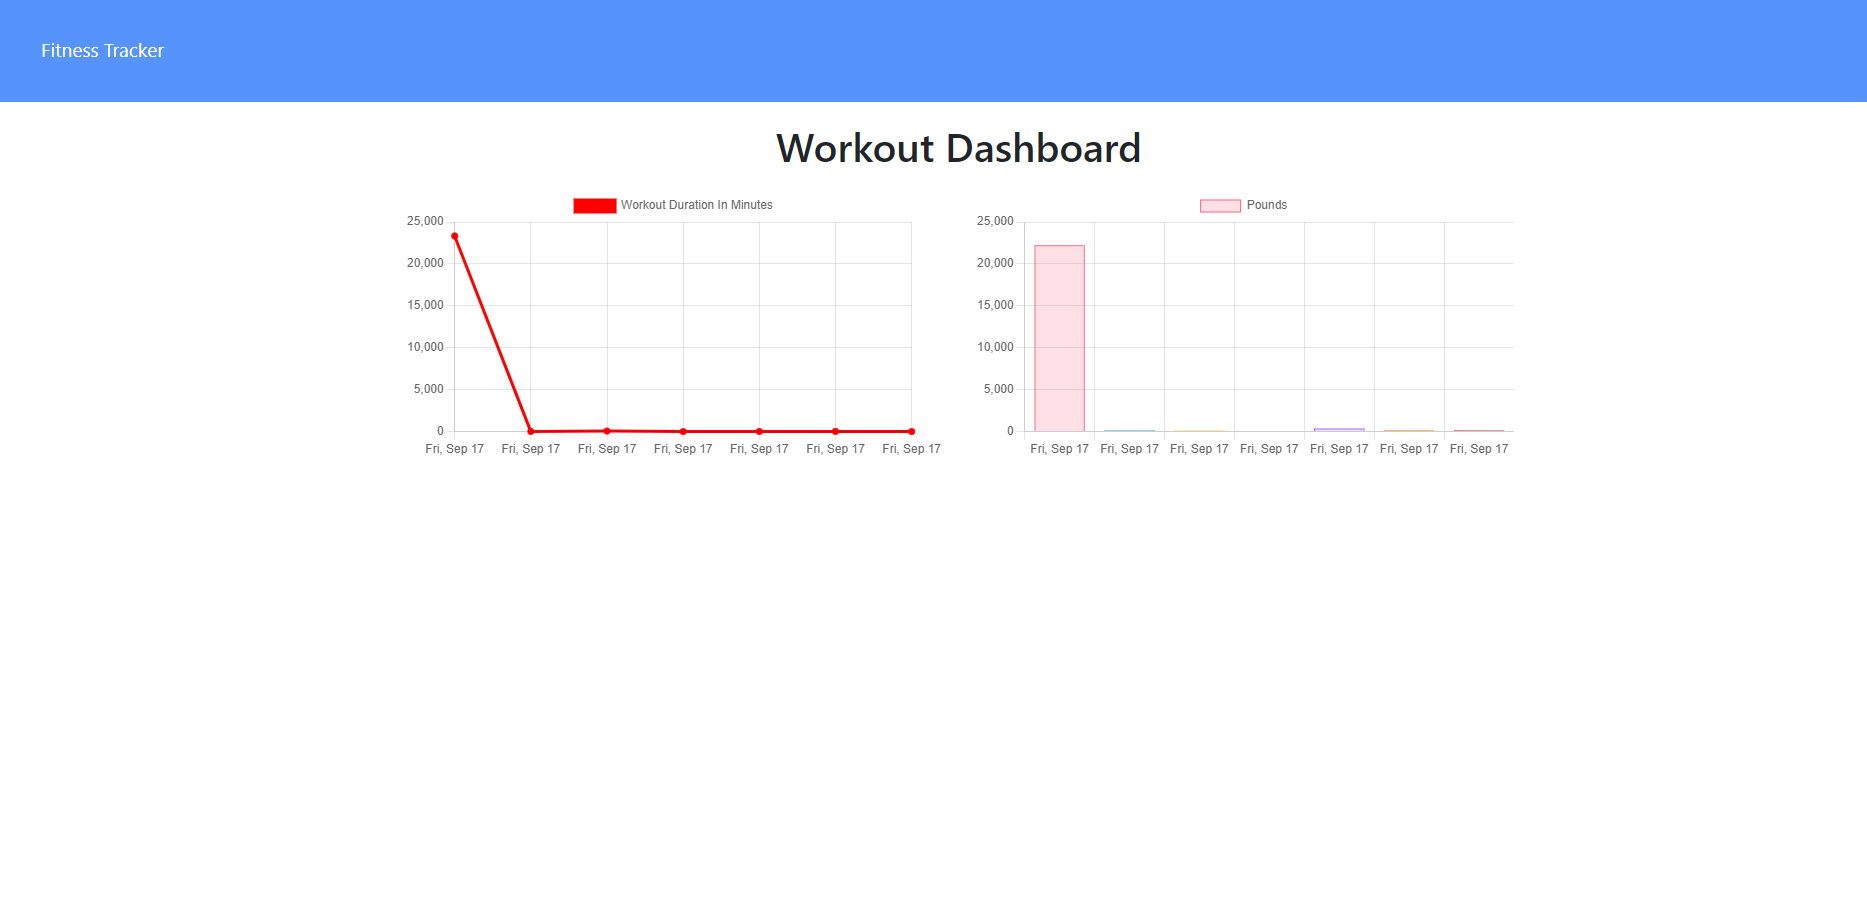 Fitness Tracker
Workout Dashboard
Workout Duration In Minutes
25,000
20,000
15,000
10,000
5,000
0
Fri, Sep 17 Fri, Sep 17 Fri, Sep 17 Fri, Sep 17 Fri, Sep 17 Fri, Sep 17 Fri, Sep 17
Pounds
25,000
20,000
15,000
10,000
5,000
0
Fri, Sep 17 Fri, Sep 17 Fri, Sep 17 Fri, Sep 17 Fri, Sep 17 Fri, Sep 17 Fri, Sep 17